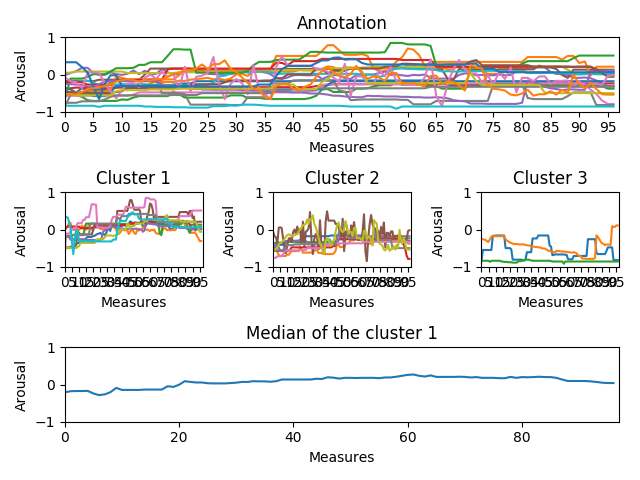 Annotation
Arousal
1
0
−1
0 5 10 15 20 25 30 35 40 45 50 55 60 65 70 75 80 85 90 95
Measures
Cluster 1 Cluster 2 Cluster 3
Arousal Arousal Arousal
1 1 1
0 0 0
−1 −1 −1
Measures Measures Measures
Median of the cluster 1
Arousal
1
0
−1
0 20 40 60 80
Measures